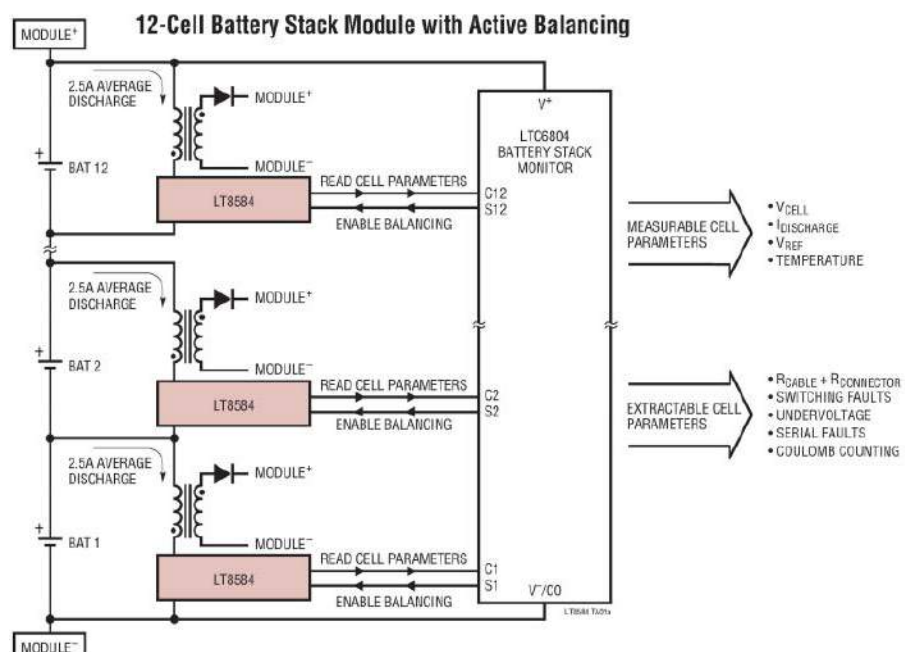 12-Cell Battery Stack Module with Active Balancing
MODULE+
2.5A AVERAGE
DISCHARGE
MODULE+
MODULE−
+
BAT 12
LT8584
READ CELL PARAMETERS
ENABLE BALANCING
C12
S12
V+
LTC6804
BATTERY STACK
MONITOR
MEASURABLE CELL
PARAMETERS
• VCELL
• IDISCHARGE
• VREF
• TEMPERATURE
2.5A AVERAGE
DISCHARGE
MODULE+
MODULE−
+
BAT 2
LT8584
READ CELL PARAMETERS
ENABLE BALANCING
C2
S2
EXTRACTABLE CELL
PARAMETERS
• RCABLE + RCONNECTOR
• SWITCHING FAULTS
• UNDERVOLTAGE
• SERIAL FAULTS
• COULOMB COUNTING
2.5A AVERAGE
DISCHARGE
MODULE+
MODULE−
+
BAT 1
LT8584
READ CELL PARAMETERS
ENABLE BALANCING
C1
S1
V−/C0
LT8584 TA01a
MODULE−